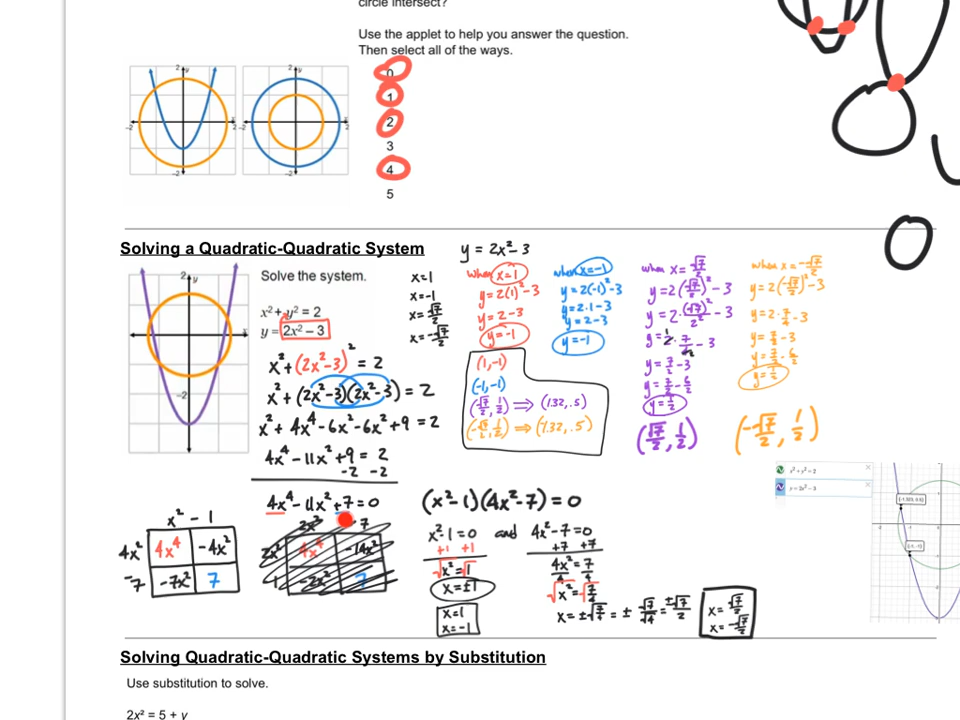 circle intersect?
Use the applet to help you answer the question.
Then select all of the ways.
0
1
2
3
4
5
Solving a Quadratic-Quadratic System
Solve the system.
x² + y² = 2
y = 2x² − 3
x² + (2x² − 3)² = 2
x² + (2x² − 3)(2x² − 3) = 2
x² + 4x⁴ − 6x² − 6x² + 9 = 2
4x⁴ − 11x² + 9 = 2
−2 −2
4x⁴ − 11x² + 7 = 0
x² − 1
4x² 4x⁴ −4x²
−7 −7x² 7
(x² − 1)(4x² − 7) = 0
x² − 1 = 0 and 4x² − 7 = 0
+1 +1
+7 +7
√x² = √1
x = ±1
x = 1
x = −1
4x² = 7
4 4
√x² = √7/4
x = ±√7/4 = ± √7/√4 = ±√7/2
x = √7/2
x = −√7/2
y = 2x² − 3
x = 1
x = −1
x = √7/2
x = −√7/2
when x = 1
y = 2(1)² − 3
y = 2 − 3
y = −1
when x = −1
y = 2(−1)² − 3
y = 2·1 − 3
y = 2 − 3
y = −1
when x = √7/2
y = 2(√7/2)² − 3
y = 2·(√7)²/2² − 3
y = 2·7/4 − 3
y = 7/2 − 3
y = 7/2 − 6/2
y = 1/2
(√7/2, 1/2)
when x = −√7/2
y = 2(−√7/2)² − 3
y = 2·7/4 − 3
y = 7/2 − 3
y = 7/2 − 6/2
y = 1/2
(−√7/2, 1/2)
(1, −1)
(−1, −1)
(√7/2, 1/2) ⇒ (1.32, .5)
(−√7/2, 1/2) ⇒ (−1.32, .5)
x² + y² = 2
y = 2x² − 3
Solving Quadratic-Quadratic Systems by Substitution
Use substitution to solve.
2x² = 5 + y